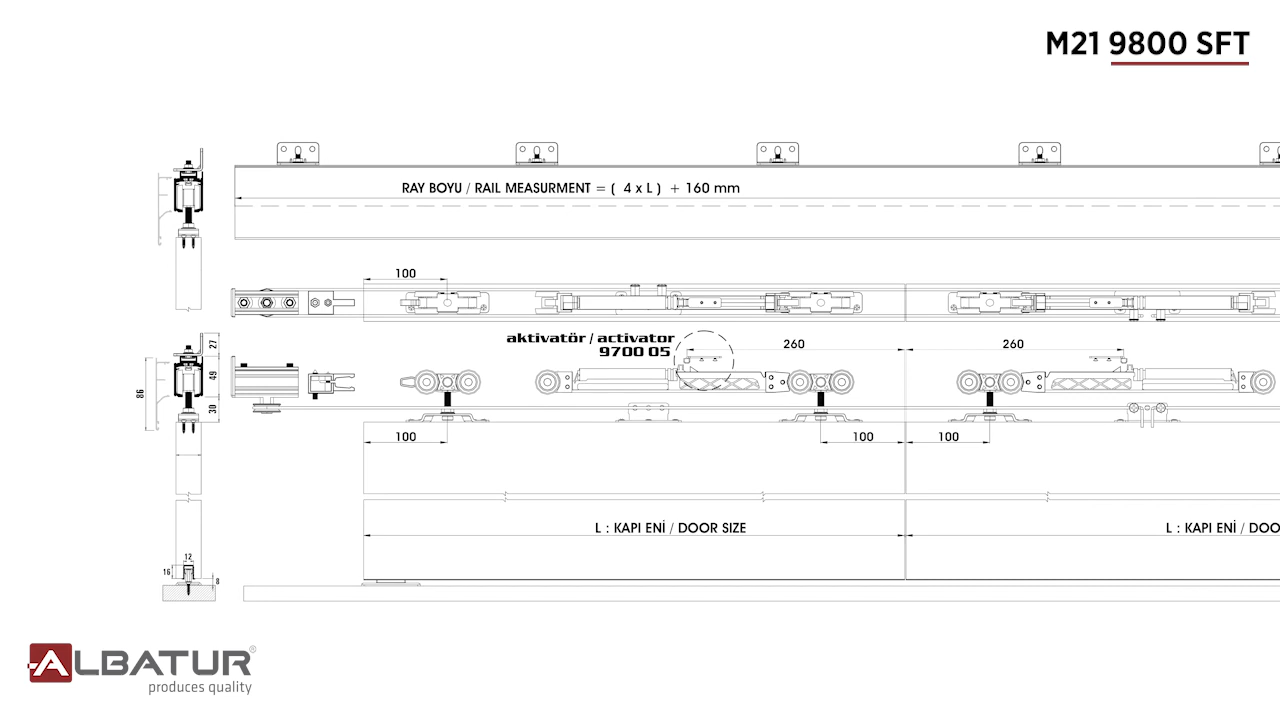 M21 9800 SFT
RAY BOYU / RAIL MEASURMENT = ( 4 x L ) + 160 mm
100
aktivatör / activator
9700 05
260
260
27
49
86
30
100
100
100
L : KAPI ENİ / DOOR SIZE
L : KAPI ENİ / DOO
12
16
8
ALBATUR®
produces quality